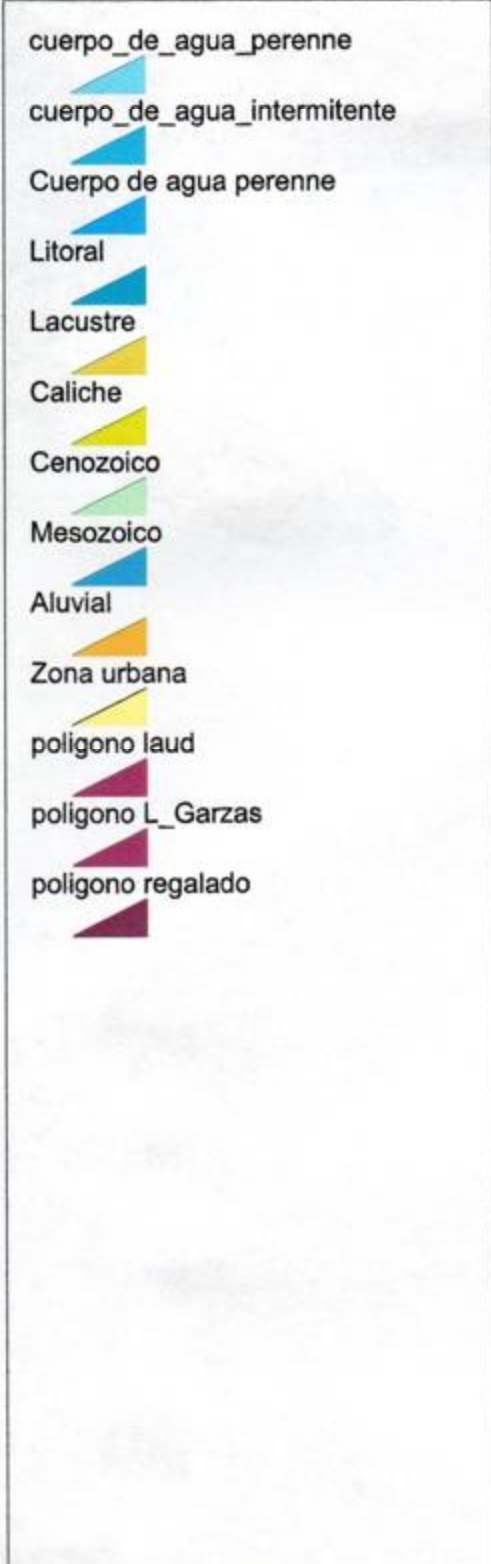 cuerpo_de_agua_perenne
cuerpo_de_agua_intermitente
Cuerpo de agua perenne
Litoral
Lacustre
Caliche
Cenozoico
Mesozoico
Aluvial
Zona urbana
poligono laud
poligono L_Garzas
poligono regalado